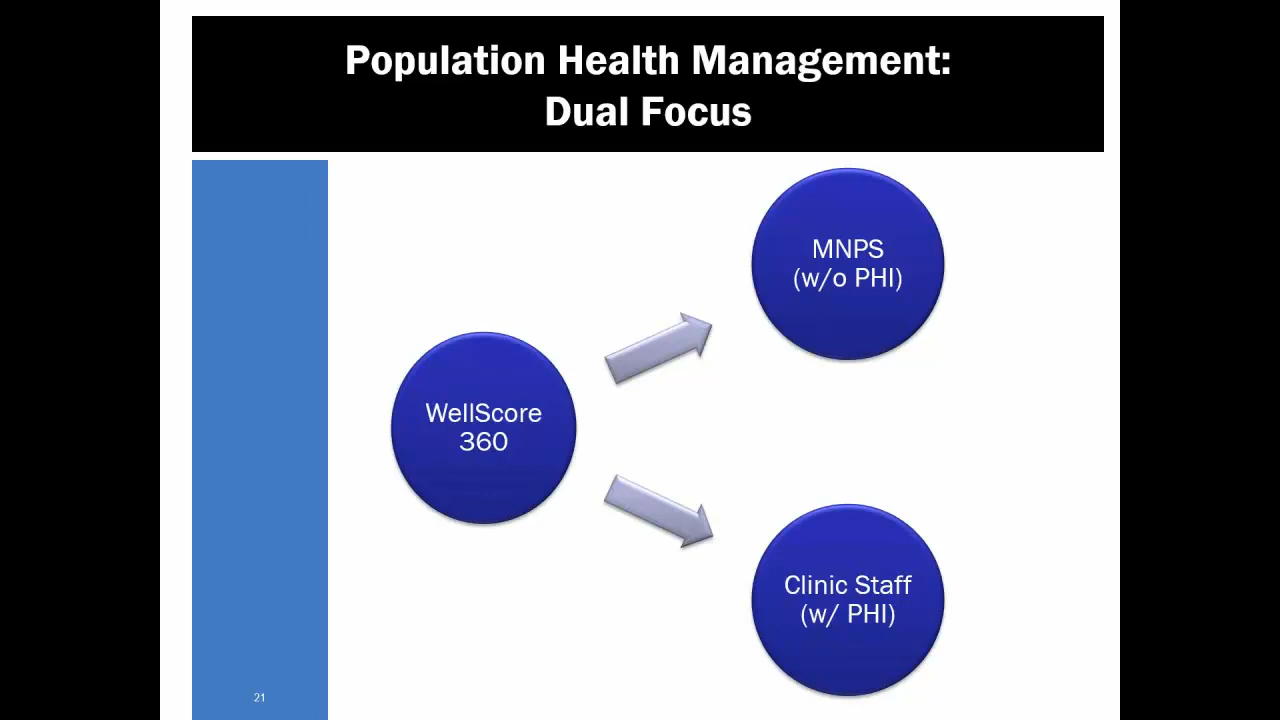 Population Health Management:
Dual Focus
MNPS
(w/o PHI)
WellScore
360
Clinic Staff
(w/ PHI)
21